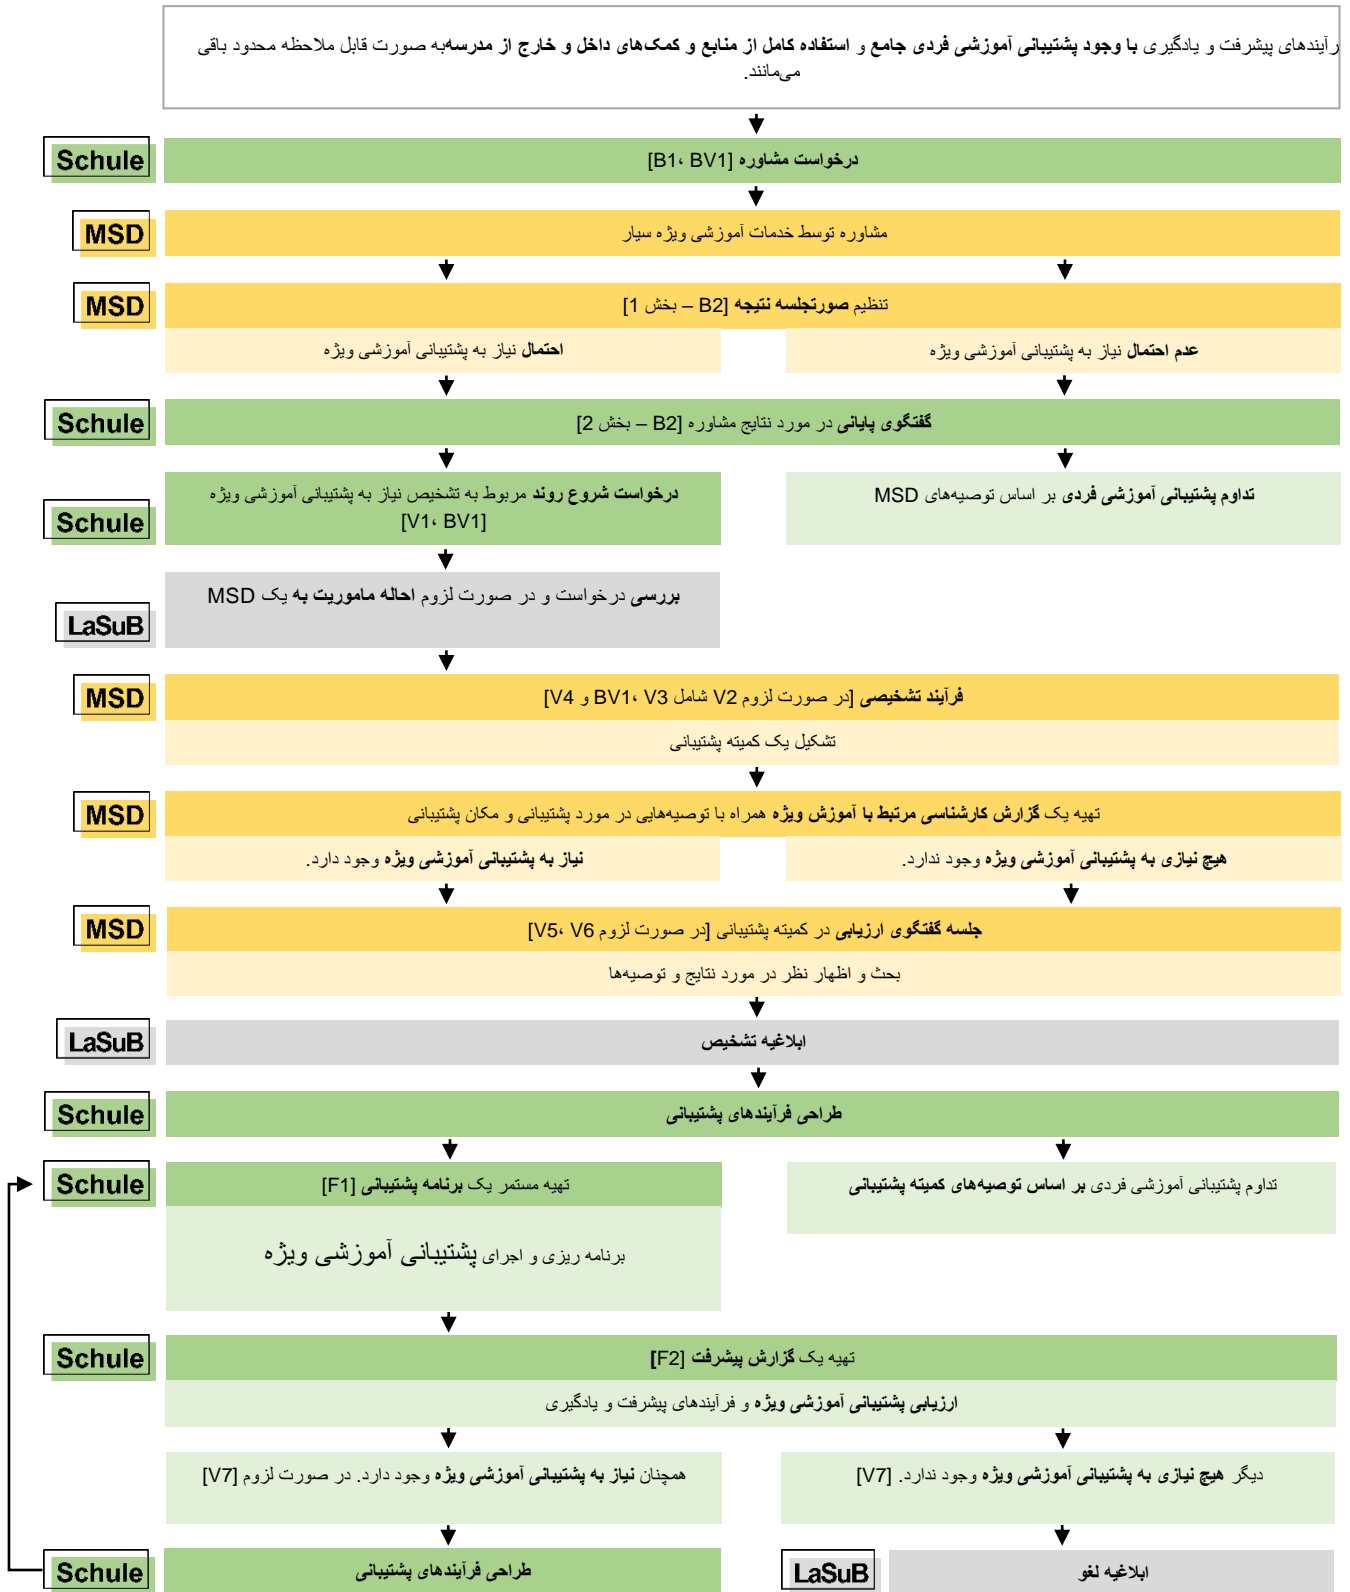 رآیندهای پیشرفت و یادگیری با وجود پشتیبانی آموزشی فردی جامع و استفاده کامل از منابع و کمک‌های داخل و خارج از مدرسه‌به صورت قابل ملاحظه محدود باقی
می‌مانند.
Schule
درخواست مشاوره [B1، BV1]
MSD
مشاوره توسط خدمات آموزشی ویژه سیار
MSD
تنظیم صورتجلسه نتیجه [B2 – بخش 1]
عدم احتمال نیاز به پشتیبانی آموزشی ویژه
احتمال نیاز به پشتیبانی آموزشی ویژه
Schule
گفتگوی پایانی در مورد نتایج مشاوره [B2 – بخش 2]
تداوم پشتیبانی آموزشی فردی بر اساس توصیه‌های MSD
Schule
درخواست شروع روند مربوط به تشخیص نیاز به پشتیبانی آموزشی ویژه
[V1، BV1]
LaSuB
بررسی درخواست و در صورت لزوم احاله ماموریت به یک MSD
MSD
فرآیند تشخیصی [در صورت لزوم V2 شامل BV1، V3 و V4]
تشکیل یک کمیته پشتیبانی
MSD
تهیه یک گزارش کارشناسی مرتبط با آموزش ویژه همراه با توصیه‌هایی در مورد پشتیبانی و مکان پشتیبانی
هیچ نیازی به پشتیبانی آموزشی ویژه وجود ندارد.
نیاز به پشتیبانی آموزشی ویژه وجود دارد.
MSD
جلسه گفتگوی ارزیابی در کمیته پشتیبانی [در صورت لزوم V5، V6]
بحث و اظهار نظر در مورد نتایج و توصیه‌ها
LaSuB
ابلاغیه تشخیص
Schule
طراحی فرآیندهای پشتیبانی
تداوم پشتیبانی آموزشی فردی بر اساس توصیه‌های کمیته پشتیبانی
Schule
تهیه مستمر یک برنامه پشتیبانی [F1]
برنامه ریزی و اجرای پشتیبانی آموزشی ویژه
Schule
تهیه یک گزارش پیشرفت [F2]
ارزیابی پشتیبانی آموزشی ویژه و فرآیندهای پیشرفت و یادگیری
دیگر هیچ نیازی به پشتیبانی آموزشی ویژه وجود ندارد. [V7]
همچنان نیاز به پشتیبانی آموزشی ویژه وجود دارد. در صورت لزوم [V7]
LaSuB
ابلاغیه لغو
Schule
طراحی فرآیندهای پشتیبانی